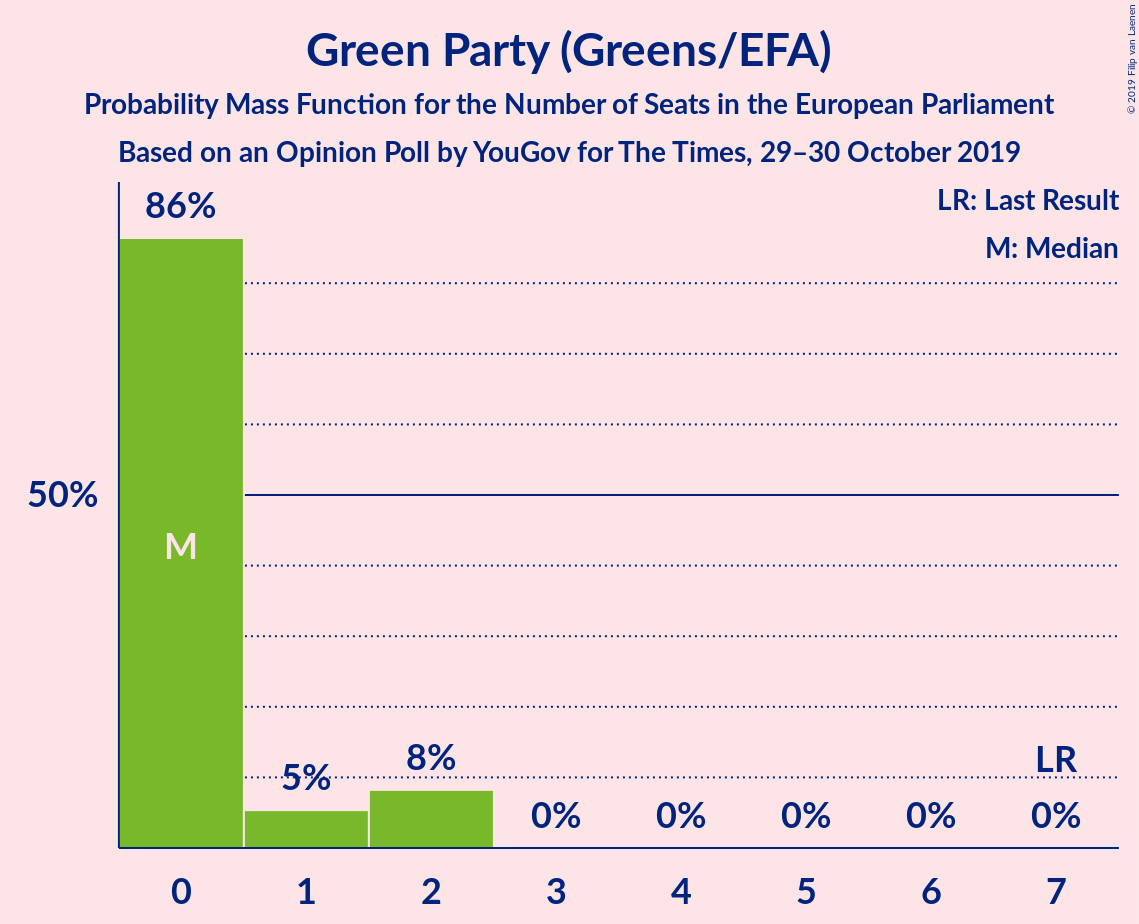 Green Party (Greens/EFA)
Probability Mass Function for the Number of Seats in the European Parliament
Based on an Opinion Poll by YouGov for The Times, 29–30 October 2019
© 2019 Filip van Laenen
LR: Last Result
M: Median
86%
50%
M
5%
8%
0%
0%
0%
0%
LR
0%
0 1 2 3 4 5 6 7